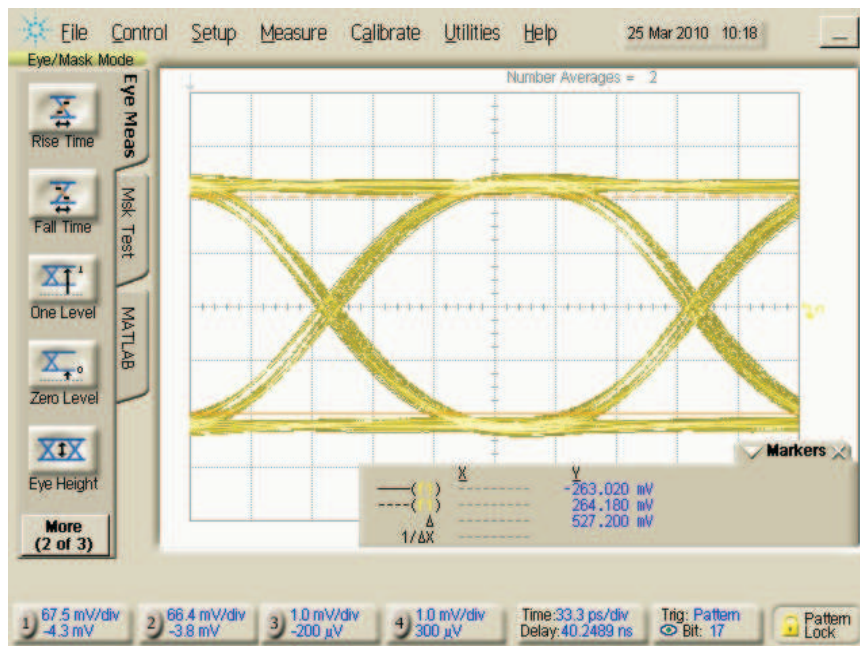 File Control Setup Measure Calibrate Utilities Help 25 Mar 2010 10:18
Eye/Mask Mode
Number Averages = 2
Eye Meas
Rise Time
Msk Test
Fall Time
One Level
MATLAB
Zero Level
Eye Height
More
(2 of 3)
Markers
X Y
-263.020 mV
264.180 mV
Δ 527.200 mV
1/ΔX
1 67.5 mV/div
-4.3 mV
2 66.4 mV/div
-3.8 mV
3 1.0 mV/div
-200 µV
4 1.0 mV/div
300 µV
Time:33.3 ps/div
Delay:40.2489 ns
Trig: Pattern
Bit: 17
Pattern
Lock